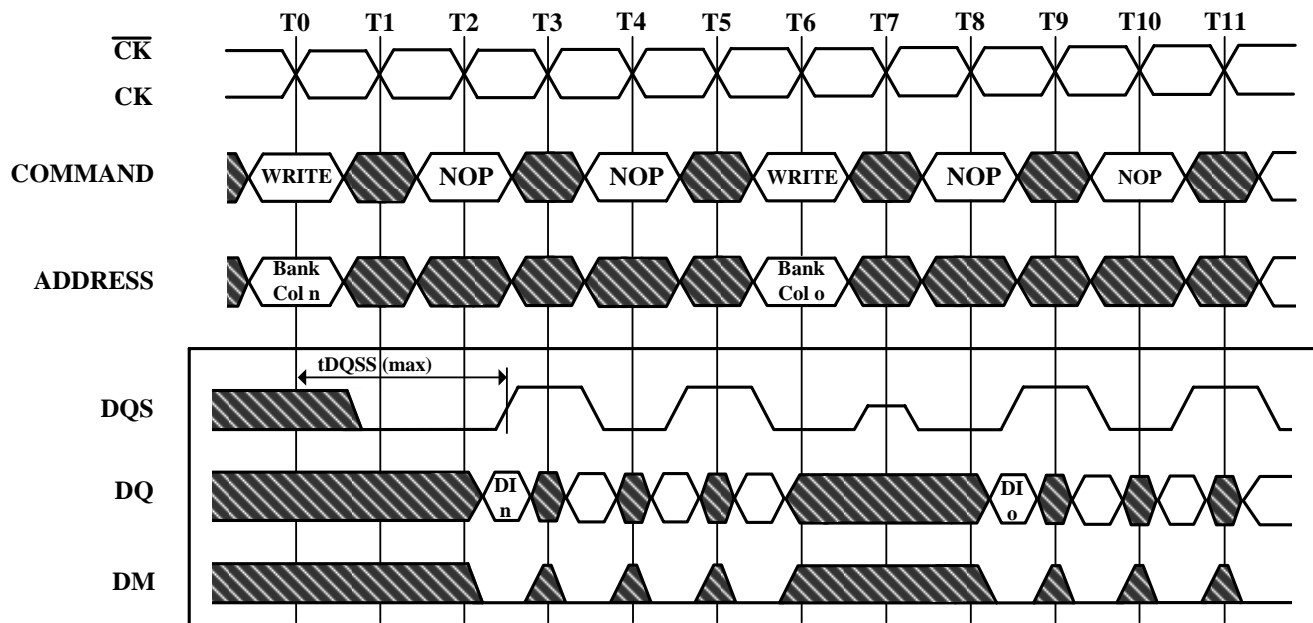 T0 T1 T2 T3 T4 T5 T6 T7 T8 T9 T10 T11
CK
CK
COMMAND WRITE NOP NOP WRITE NOP NOP
ADDRESS Bank Col n Bank Col o
tDQSS (max)
DQS
DQ DI n DI o
DM